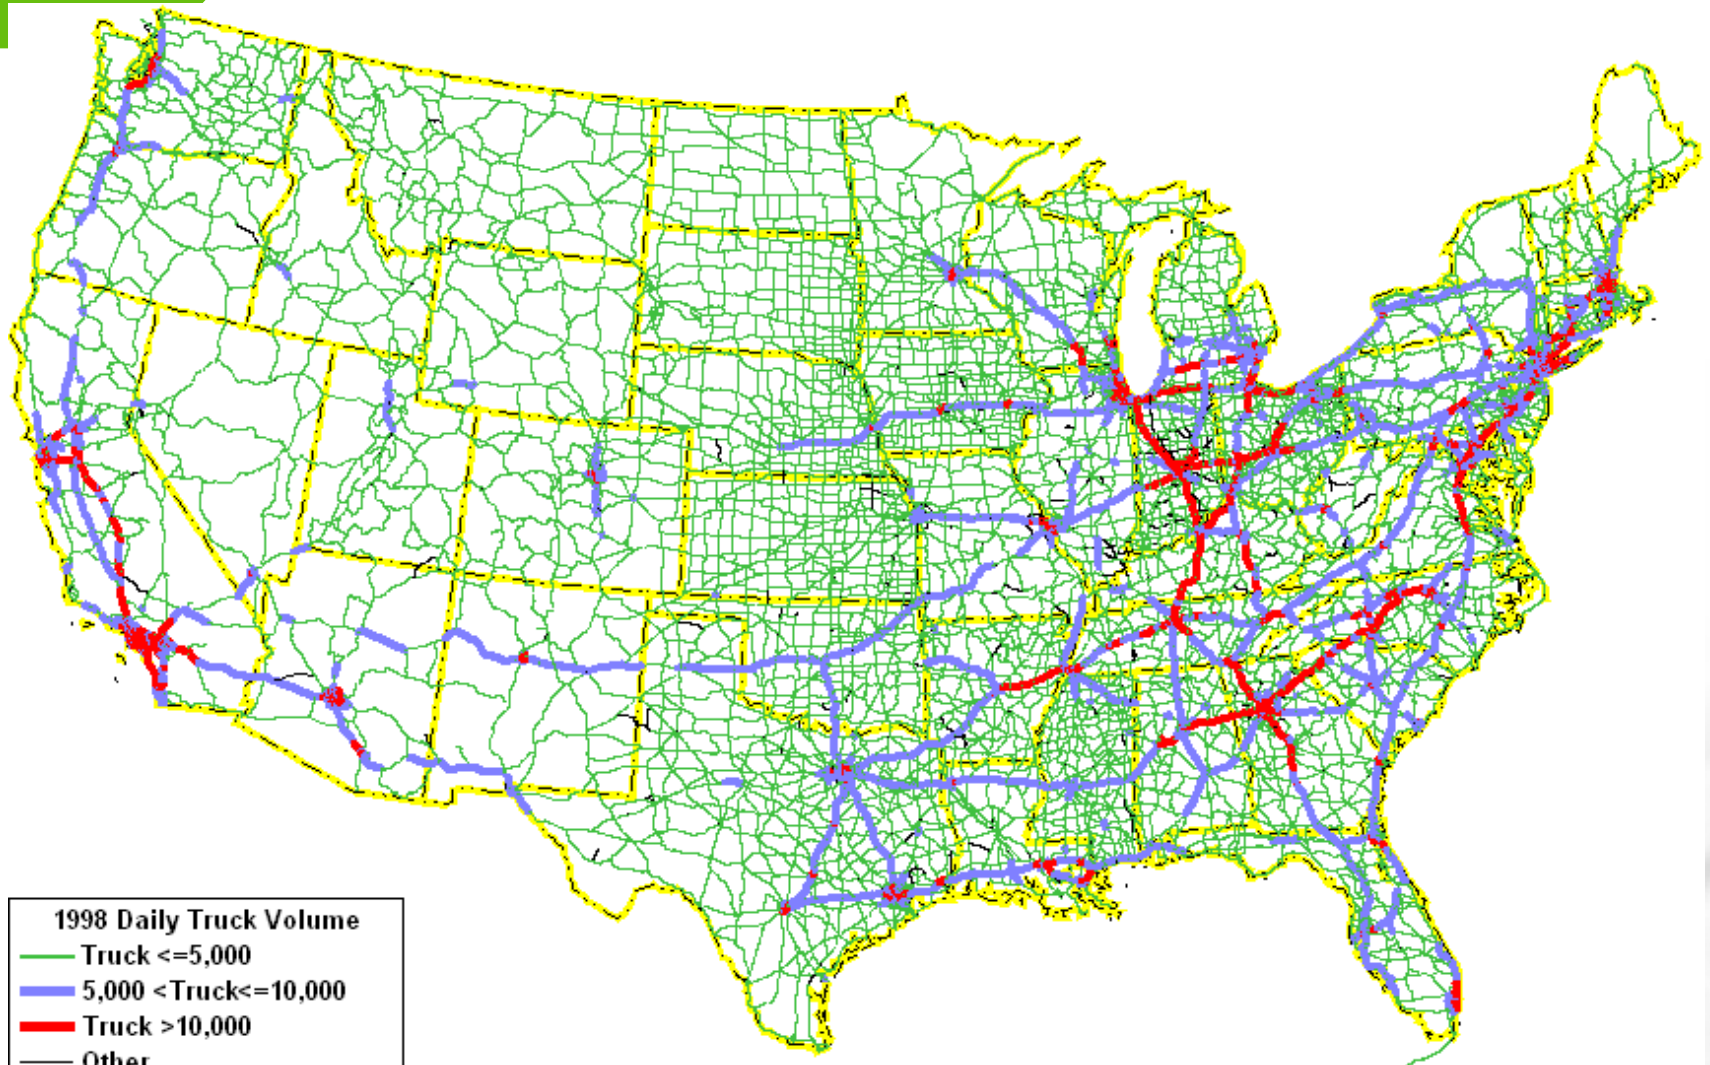 1998 Daily Truck Volume
Truck <=5,000
5,000 <Truck<=10,000
Truck >10,000
Other